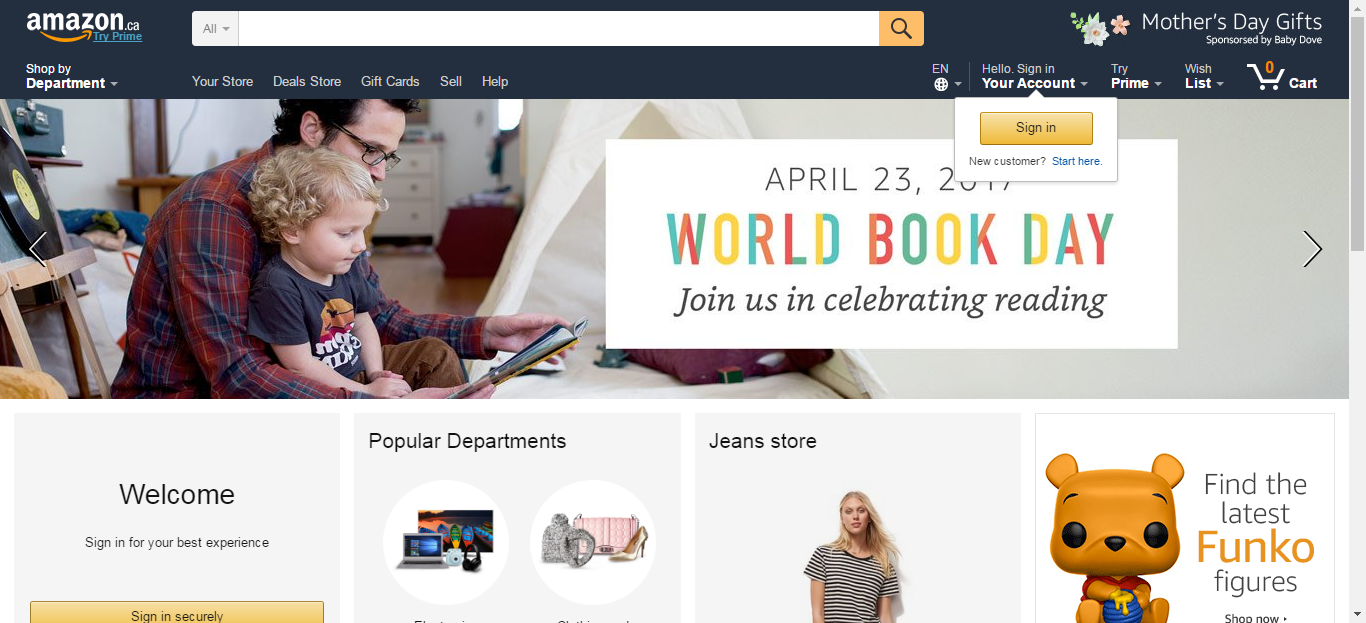 amazon.ca
Try Prime
All
Mother's Day Gifts
Sponsorsed by Baby Dove
Shop by
Department
Your Store
Deals Store
Gift Cards
Sell
Help
EN
Hello. Sign in
Your Account
Try
Prime
Wish
List
0
Cart
Sign in
New customer? Start here.
APRIL 23, 2017
WORLD BOOK DAY
Join us in celebrating reading
Welcome
Sign in for your best experience
Sign in securely
Popular Departments
Jeans store
Find the
latest
Funko
figures
Shop now